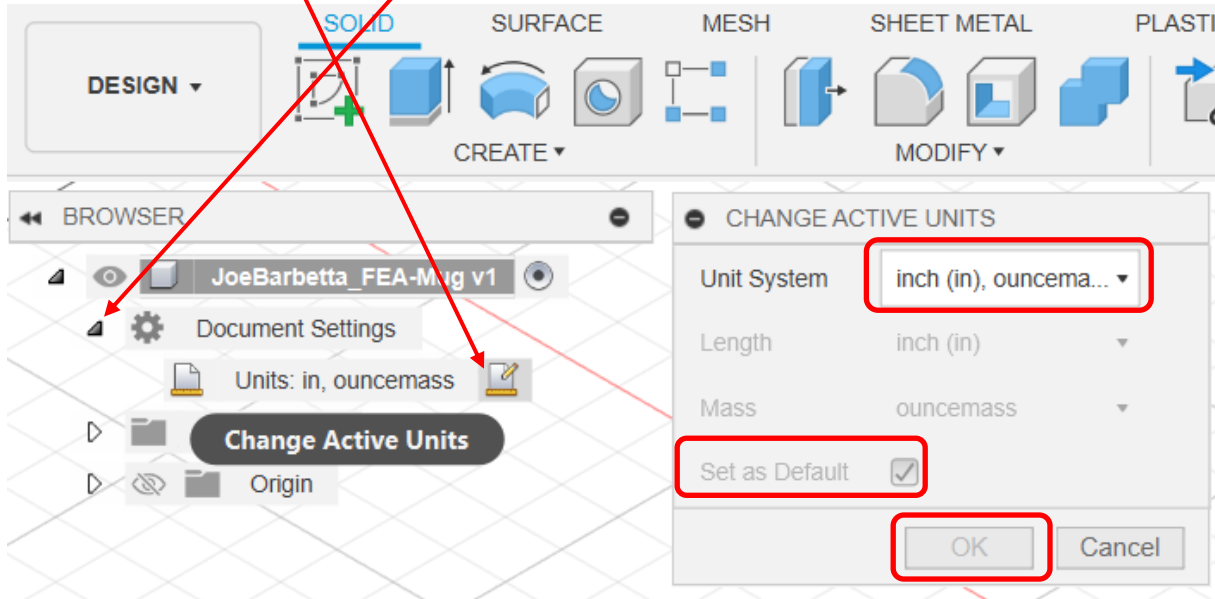 SOLID SURFACE MESH SHEET METAL PLASTI
DESIGN
CREATE MODIFY
BROWSER
JoeBarbetta_FEA-Mug v1
Document Settings
Units: in, ouncemass
Change Active Units
Origin
CHANGE ACTIVE UNITS
Unit System inch (in), ouncema...
Length inch (in)
Mass ouncemass
Set as Default
OK Cancel